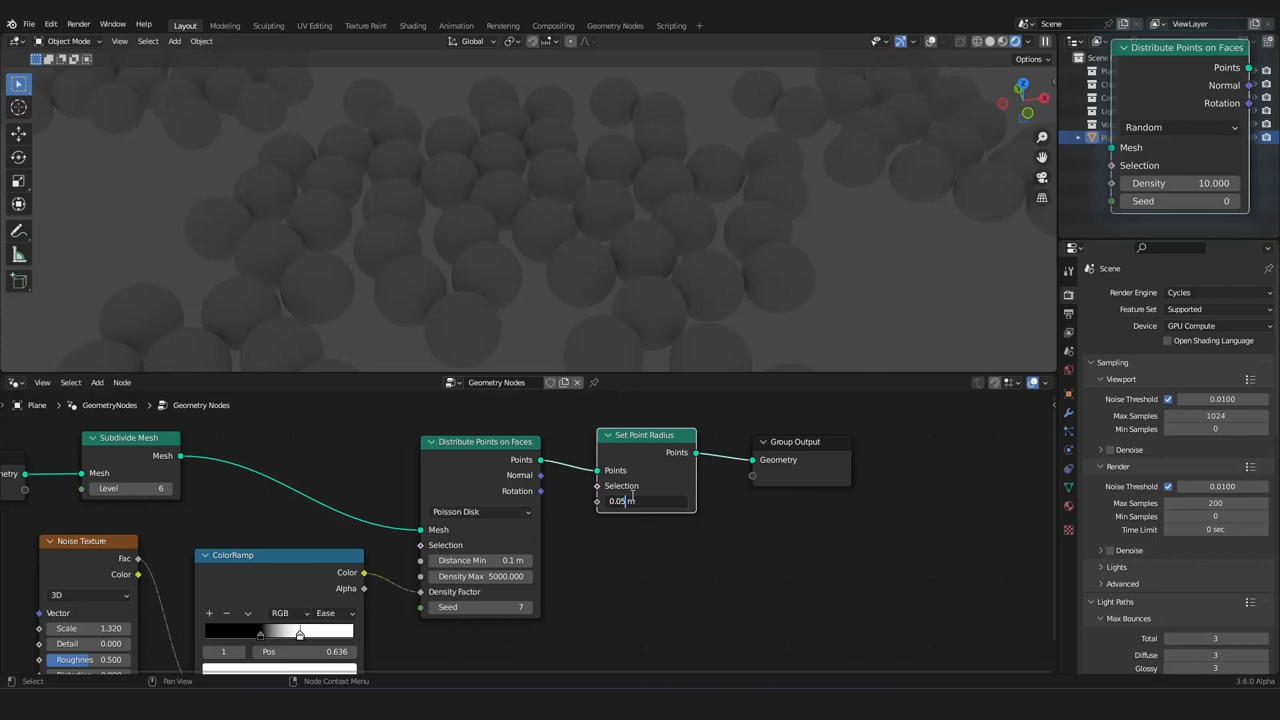 File Edit Render Window Help Layout Modeling Sculpting UV Editing Texture Paint Shading Animation Rendering Compositing Geometry Nodes Scripting Scene ViewLayer
Object Mode View Select Add Object Global
Options
Distribute Points on Faces
Points
Normal
Rotation
Random
Mesh
Selection
Density 10.000
Seed 0
View Select Add Node Geometry Nodes
Plane GeometryNodes Geometry Nodes
Subdivide Mesh
Mesh
Mesh
Level 6
Noise Texture
Fac
Color
3D
Vector
Scale 1.320
Detail 0.000
Roughness 0.500
ColorRamp
Color
Alpha
RGB Ease
1 Pos 0.636
Distribute Points on Faces
Points
Normal
Rotation
Poisson Disk
Mesh
Selection
Distance Min 0.1 m
Density Max 5000.000
Density Factor
Seed 7
Set Point Radius
Points
Points
Selection
0.05 m
Group Output
Geometry
Scene
Render Engine Cycles
Feature Set Supported
Device GPU Compute
Open Shading Language
Sampling
Viewport
Noise Threshold 0.0100
Max Samples 1024
Min Samples 0
Denoise
Render
Noise Threshold 0.0100
Max Samples 200
Min Samples 0
Time Limit 0 sec
Denoise
Lights
Advanced
Light Paths
Max Bounces
Total 3
Diffuse 3
Glossy 3
Select Pan View Node Context Menu 3.6.0 Alpha